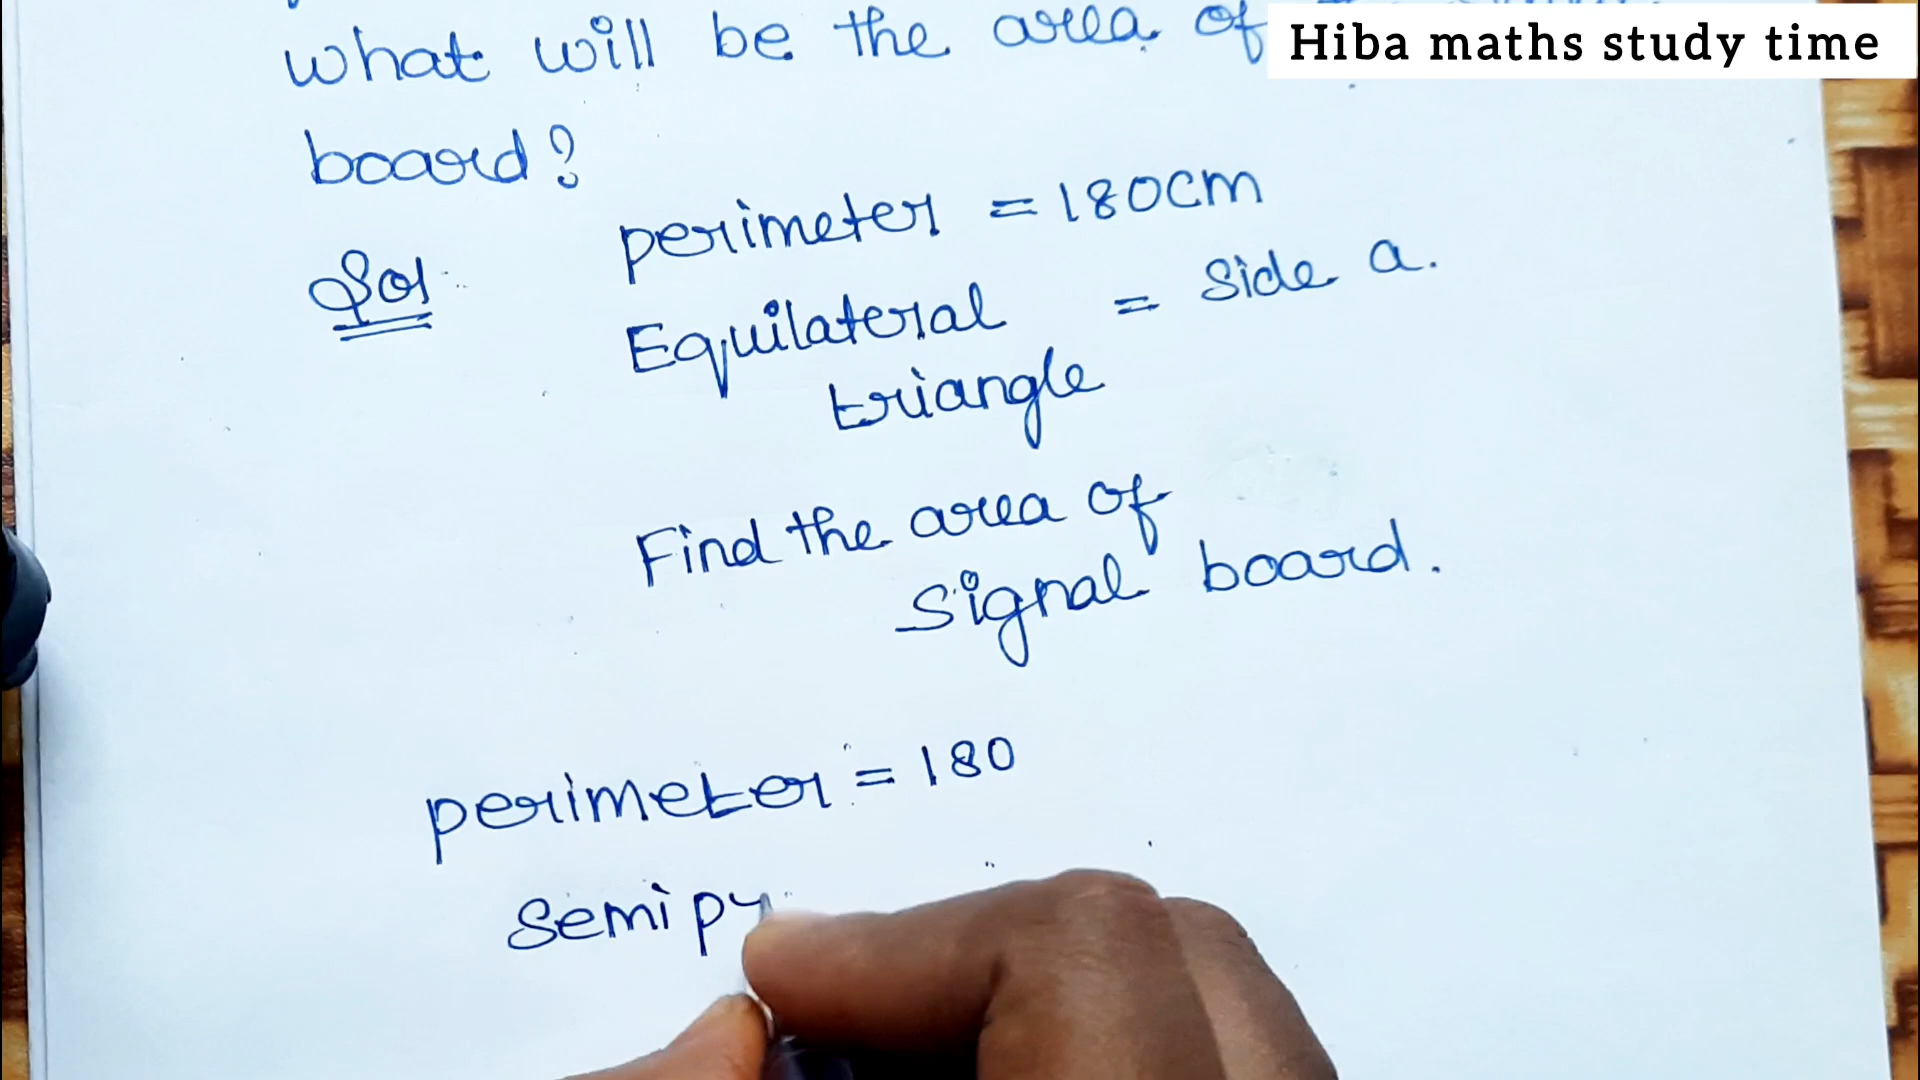 what will be the area of
Hiba maths study time
board?
Sol
perimeter = 180cm
Equilateral = side a.
triangle
Find the area of
signal board.
perimeter = 180
semi p